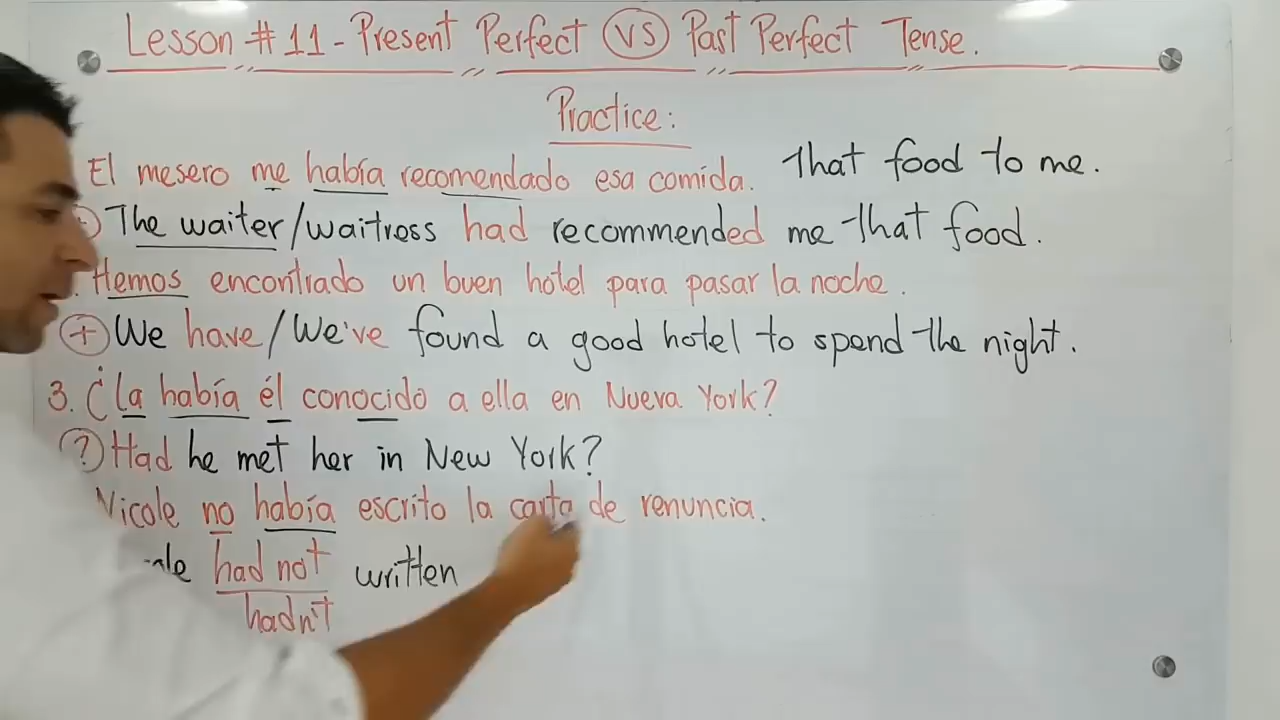 Lesson # 11 - Present Perfect VS Past Perfect Tense.
Practice:
El mesero me había recomendado esa comida. That food to me.
The waiter/waitress had recommended me that food.
Hemos encontrado un buen hotel para pasar la noche.
(+) We have/We've found a good hotel to spend the night.
3. ¿La había él conocido a ella en Nueva York?
(?) Had he met her in New York?
Nicole no había escrito la carta de renuncia.
had not written
hadn't